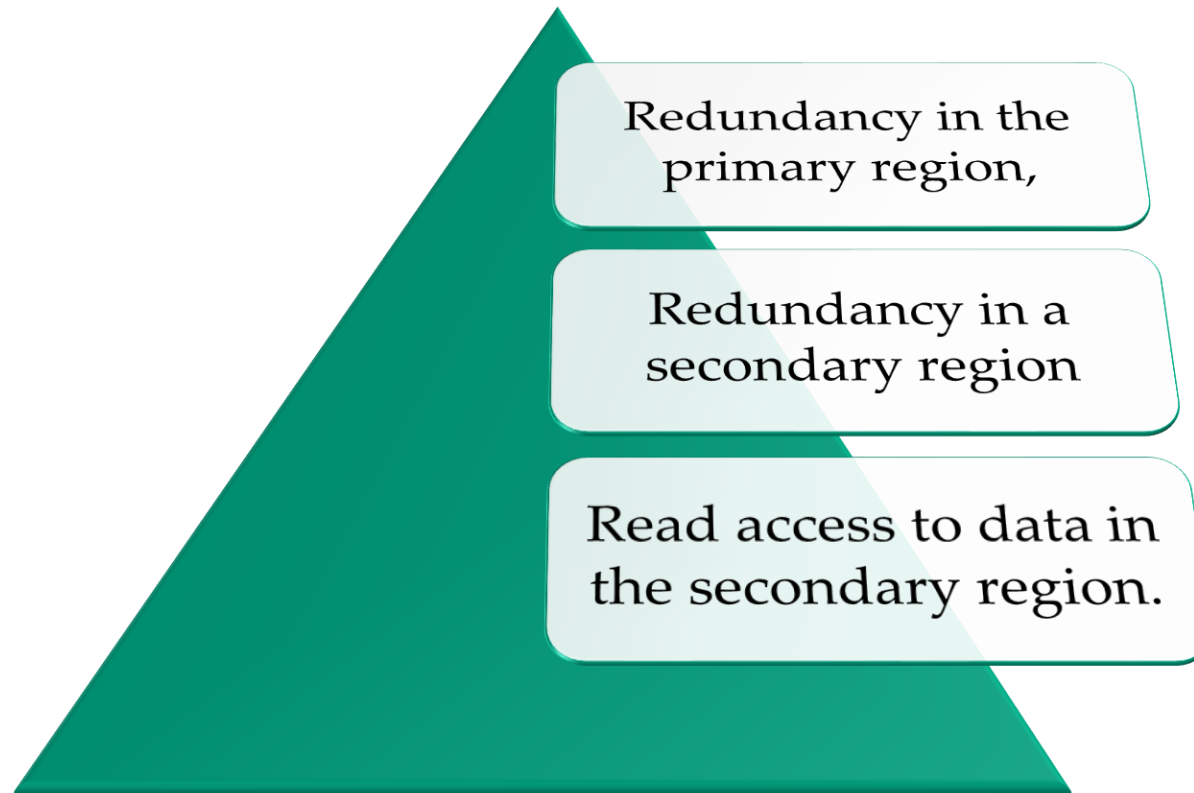 Redundancy in the
primary region,
Redundancy in a
secondary region
Read access to data in
the secondary region.